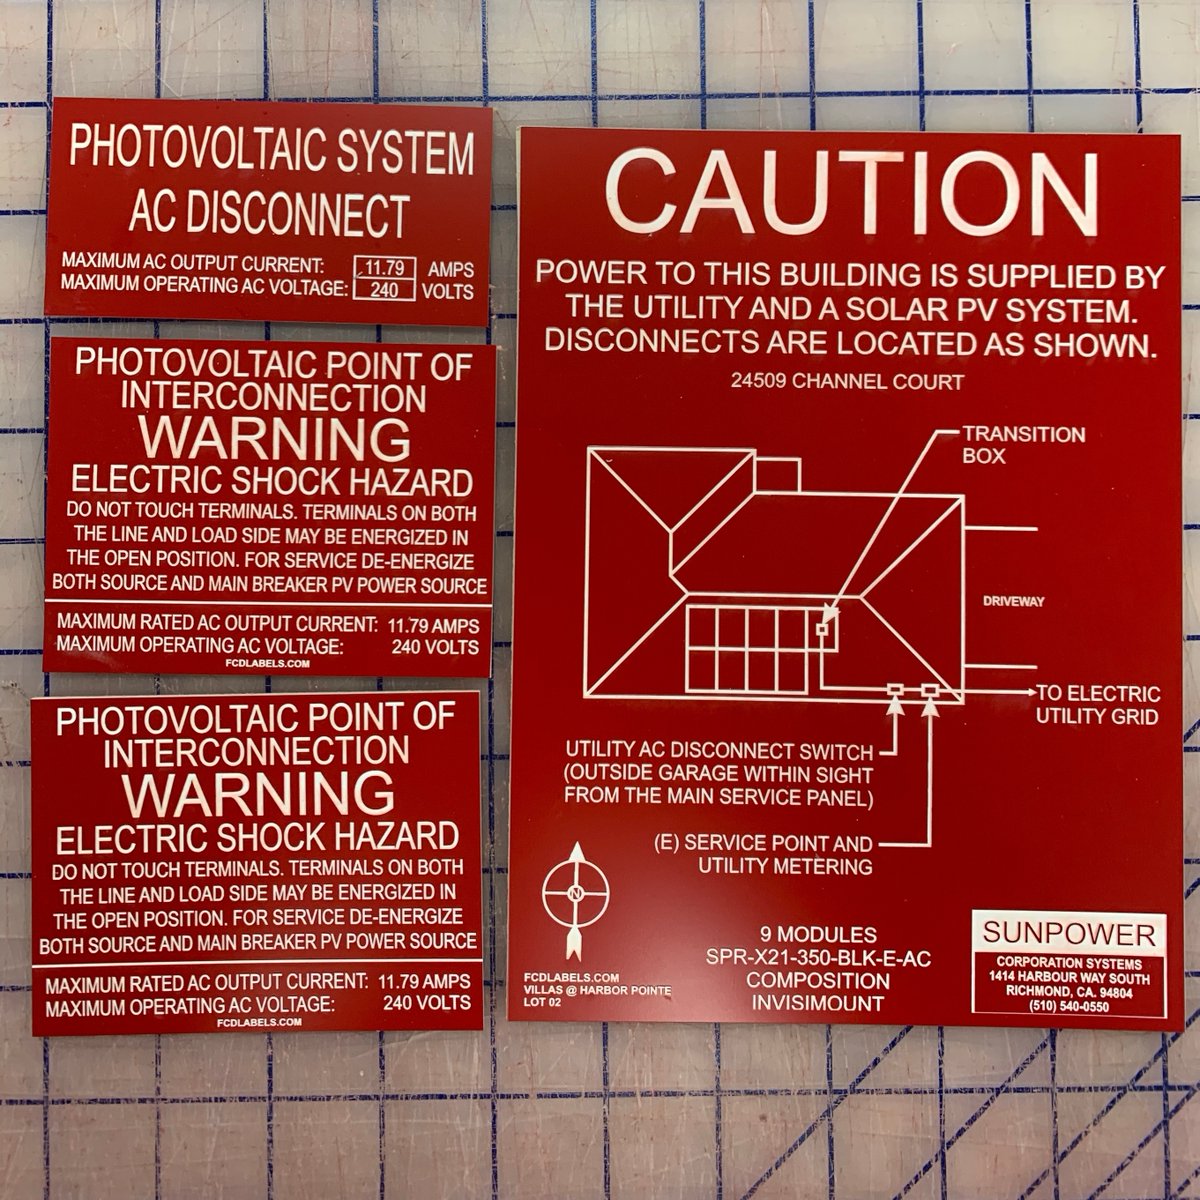 PHOTOVOLTAIC SYSTEM
AC DISCONNECT
MAXIMUM AC OUTPUT CURRENT: 11.79 AMPS
MAXIMUM OPERATING AC VOLTAGE: 240 VOLTS
PHOTOVOLTAIC POINT OF
INTERCONNECTION
WARNING
ELECTRIC SHOCK HAZARD
DO NOT TOUCH TERMINALS. TERMINALS ON BOTH
THE LINE AND LOAD SIDE MAY BE ENERGIZED IN
THE OPEN POSITION. FOR SERVICE DE-ENERGIZE
BOTH SOURCE AND MAIN BREAKER PV POWER SOURCE
MAXIMUM RATED AC OUTPUT CURRENT: 11.79 AMPS
MAXIMUM OPERATING AC VOLTAGE: 240 VOLTS
FCDLABELS.COM
PHOTOVOLTAIC POINT OF
INTERCONNECTION
WARNING
ELECTRIC SHOCK HAZARD
DO NOT TOUCH TERMINALS. TERMINALS ON BOTH
THE LINE AND LOAD SIDE MAY BE ENERGIZED IN
THE OPEN POSITION. FOR SERVICE DE-ENERGIZE
BOTH SOURCE AND MAIN BREAKER PV POWER SOURCE
MAXIMUM RATED AC OUTPUT CURRENT: 11.79 AMPS
MAXIMUM OPERATING AC VOLTAGE: 240 VOLTS
FCDLABELS.COM
CAUTION
POWER TO THIS BUILDING IS SUPPLIED BY
THE UTILITY AND A SOLAR PV SYSTEM.
DISCONNECTS ARE LOCATED AS SHOWN.
24509 CHANNEL COURT
TRANSITION
BOX
DRIVEWAY
TO ELECTRIC
UTILITY GRID
UTILITY AC DISCONNECT SWITCH
(OUTSIDE GARAGE WITHIN SIGHT
FROM THE MAIN SERVICE PANEL)
(E) SERVICE POINT AND
UTILITY METERING
N
FCDLABELS.COM
VILLAS @ HARBOR POINTE
LOT 02
9 MODULES
SPR-X21-350-BLK-E-AC
COMPOSITION
INVISIMOUNT
SUNPOWER
CORPORATION SYSTEMS
1414 HARBOUR WAY SOUTH
RICHMOND, CA. 94804
(510) 540-0550